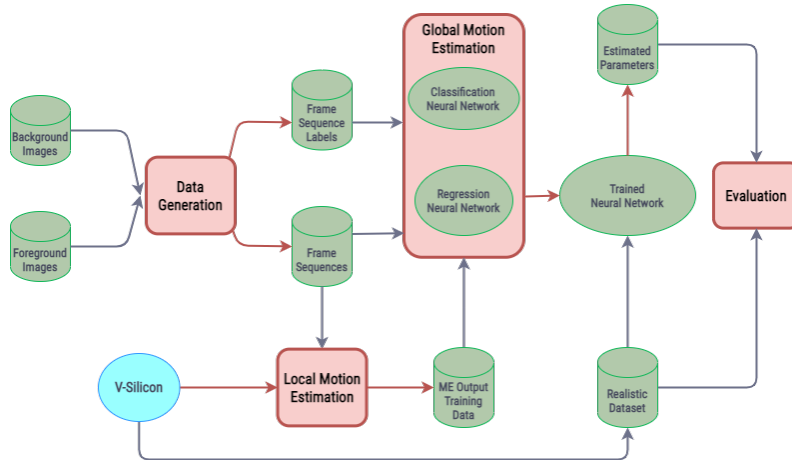 Global Motion
Estimation
Estimated
Parameters
Classification
Neural Network
Frame
Sequence
Labels
Background
Images
Data
Generation
Regression
Neural Network
Trained
Neural Network
Evaluation
Foreground
Images
Frame
Sequences
V-Silicon
Local Motion
Estimation
ME Output
Training
Data
Realistic
Dataset